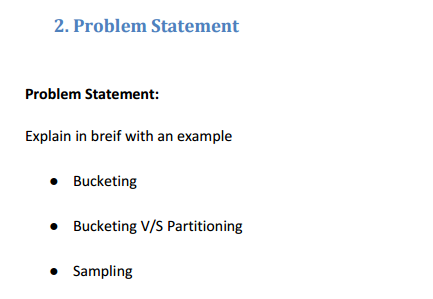 2. Problem Statement
Problem Statement:
Explain in breif with an example
● Bucketing
● Bucketing V/S Partitioning
● Sampling